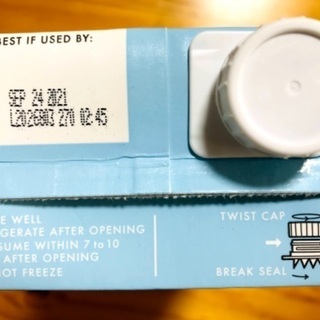 BEST IF USED BY:
SEP 24 2021
L2026803 270 02:45
E WELL
GERATE AFTER OPENING
SUME WITHIN 7 to 10
AFTER OPENING
OT FREEZE
TWIST CAP
BREAK SEAL